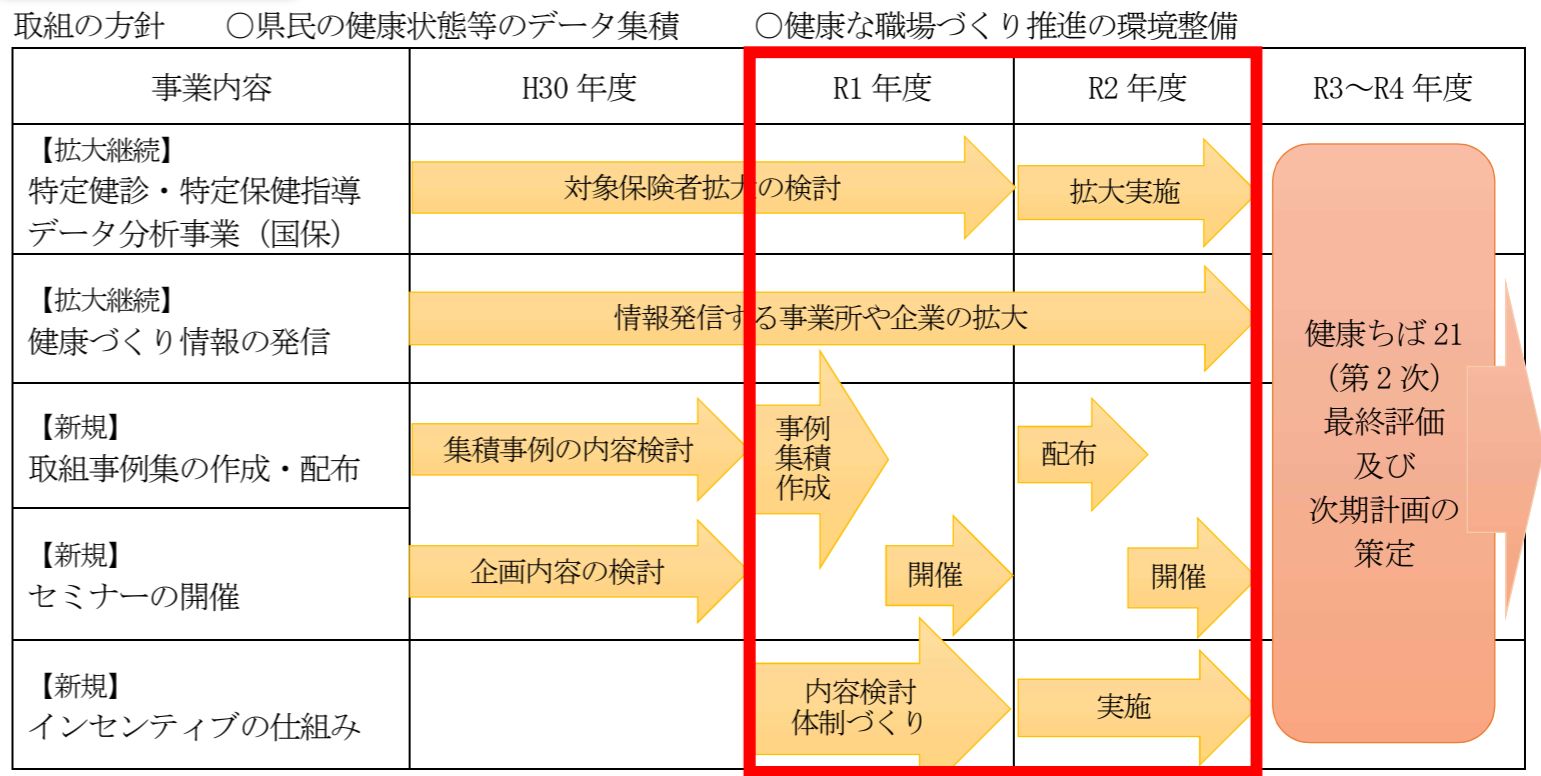 取組の方針　　○県民の健康状態等のデータ集積　　　○健康な職場づくり推進の環境整備
事業内容
H30 年度
R1 年度
R2 年度
R3～R4 年度
【拡大継続】
特定健診・特定保健指導
データ分析事業（国保）
対象保険者拡大の検討
拡大実施
【拡大継続】
健康づくり情報の発信
情報発信する事業所や企業の拡大
【新規】
取組事例集の作成・配布
集積事例の内容検討
事例
集積
作成
配布
【新規】
セミナーの開催
企画内容の検討
開催
開催
【新規】
インセンティブの仕組み
内容検討
体制づくり
実施
健康ちば 21
（第 2 次）
最終評価
及び
次期計画の
策定